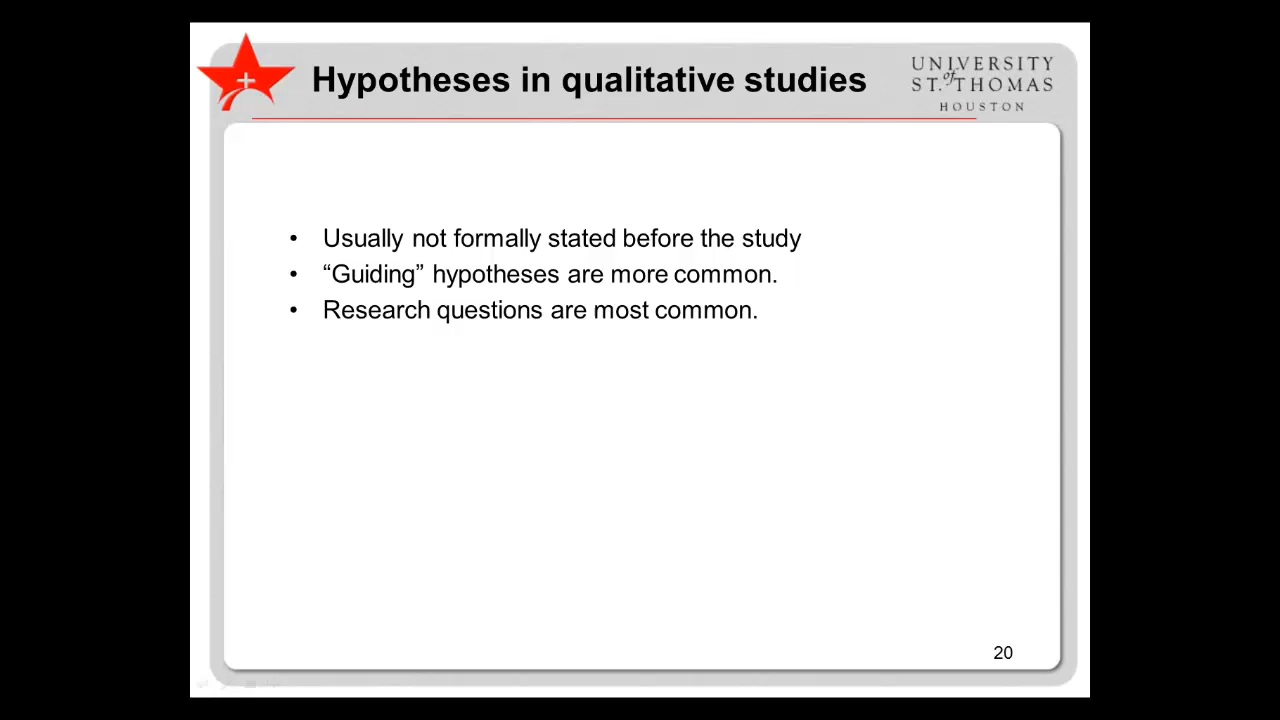 Hypotheses in qualitative studies
UNIVERSITY
of
ST. THOMAS
HOUSTON
• Usually not formally stated before the study
• “Guiding” hypotheses are more common.
• Research questions are most common.
20